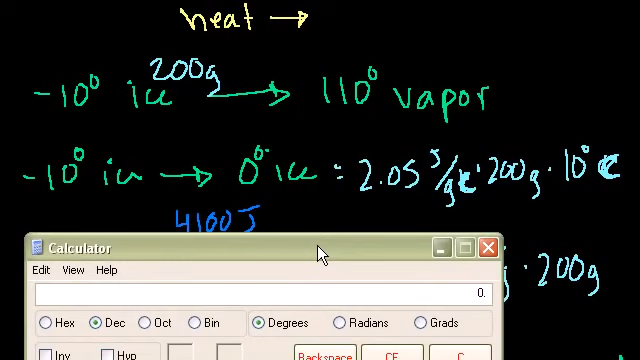 heat →
200g
-10° ice → 110° vapor
-10° ice → 0° ice = 2.05 J/g · 200g · 10°
4100J
· 200g
Calculator
Edit View Help
0.
Hex Dec Oct Bin Degrees Radians Grads
Inv Hyp Backspace CE C